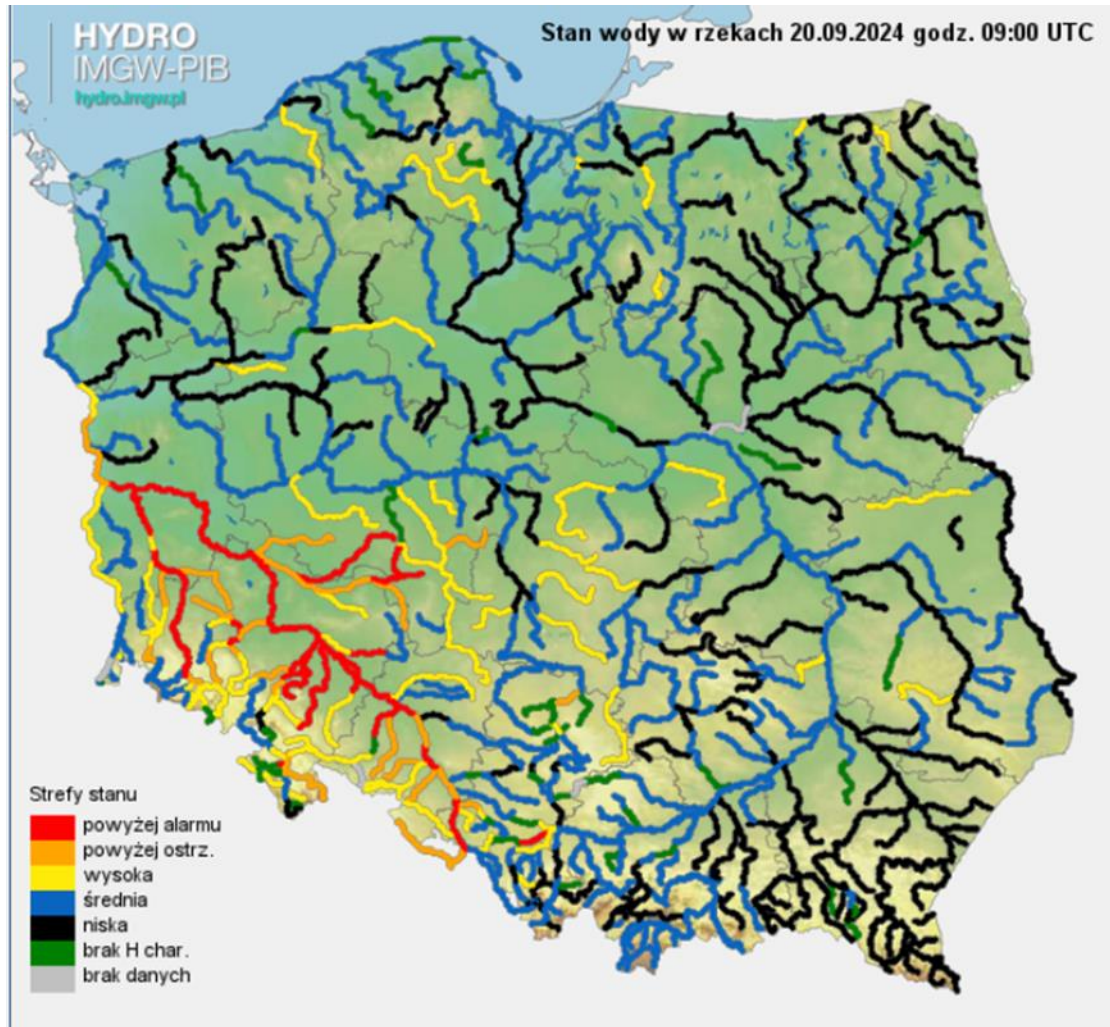 HYDRO
IMGW-PIB
hydro.imgw.pl
Stan wody w rzekach 20.09.2024 godz. 09:00 UTC
Strefy stanu
powyżej alarmu
powyżej ostrz.
wysoka
średnia
niska
brak H char.
brak danych